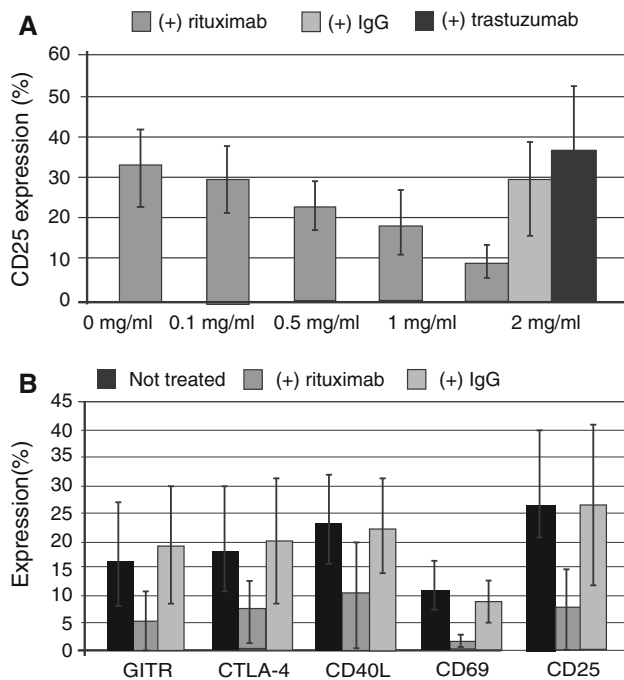 A (+) rituximab (+) IgG (+) trastuzumab
CD25 expression (%)
60
50
40
30
20
10
0
0 mg/ml 0.1 mg/ml 0.5 mg/ml 1 mg/ml 2 mg/ml
B Not treated (+) rituximab (+) IgG
Expression(%)
45
40
35
30
25
20
15
10
5
0
GITR CTLA-4 CD40L CD69 CD25